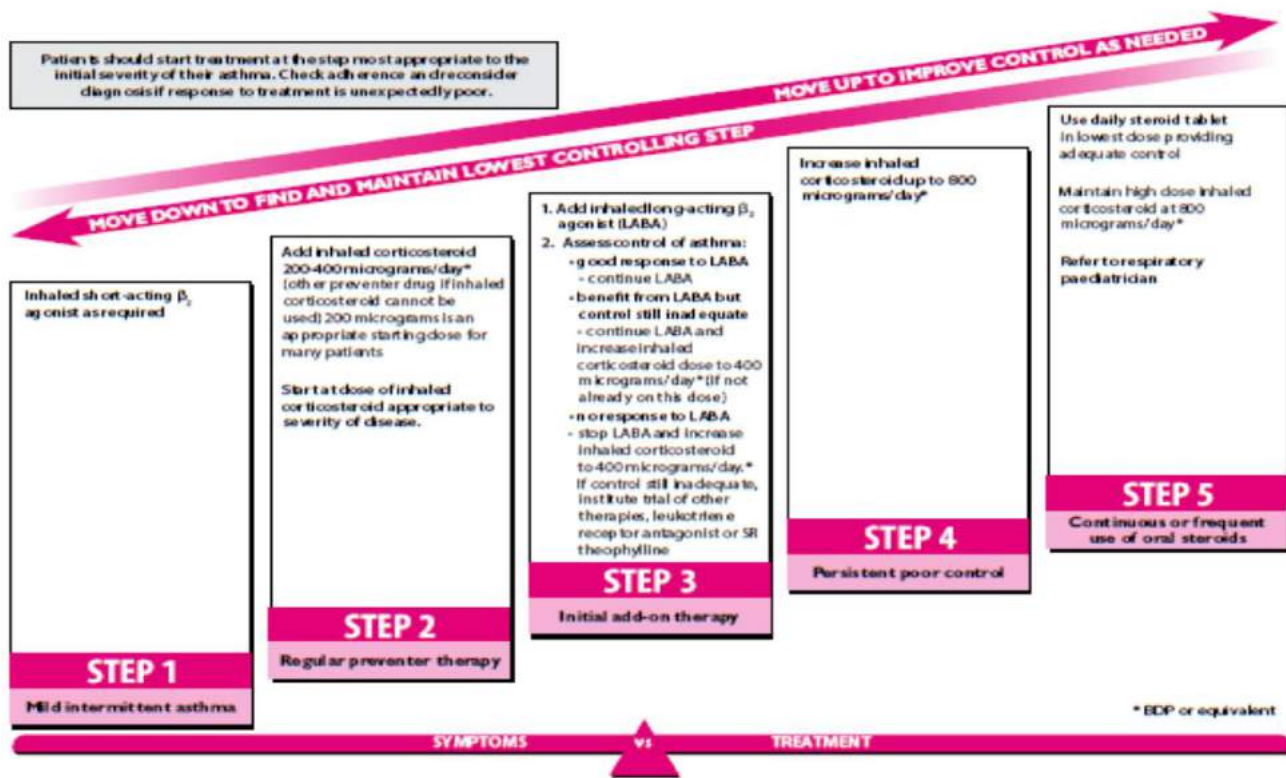 Patients should start treatment at the step most appropriate to the
initial severity of their asthma. Check adherence and reconsider
diagnosis if response to treatment is unexpectedly poor.
MOVE UP TO IMPROVE CONTROL AS NEEDED
MOVE DOWN TO FIND AND MAINTAIN LOWEST CONTROLLING STEP
Inhaled short-acting β₂
agonist as required
STEP 1
Mild intermittent asthma
Add inhaled corticosteroid
200-400 micrograms/day*
(other preventer drug if inhaled
corticosteroid cannot be
used) 200 micrograms is an
appropriate starting dose for
many patients
Start at dose of inhaled
corticosteroid appropriate to
severity of disease.
STEP 2
Regular preventer therapy
1. Add inhaled long-acting β₂
agonist (LABA)
2. Assess control of asthma:
• good response to LABA
- continue LABA
• benefit from LABA but
control still inadequate
- continue LABA and
increase inhaled
corticosteroid dose to 400
micrograms/day* (if not
already on this dose)
• no response to LABA
- stop LABA and increase
inhaled corticosteroid
to 400 micrograms/day.*
If control still inadequate,
institute trial of other
therapies, leukotriene
receptor antagonist or SR
theophylline
STEP 3
Initial add-on therapy
Increase inhaled
corticosteroid up to 800
micrograms/day*
STEP 4
Persistent poor control
Use daily steroid tablet
in lowest dose providing
adequate control
Maintain high dose inhaled
corticosteroid at 800
micrograms/day*
Refer to respiratory
paediatrician
STEP 5
Continuous or frequent
use of oral steroids
* BDP or equivalent
SYMPTOMS vs TREATMENT